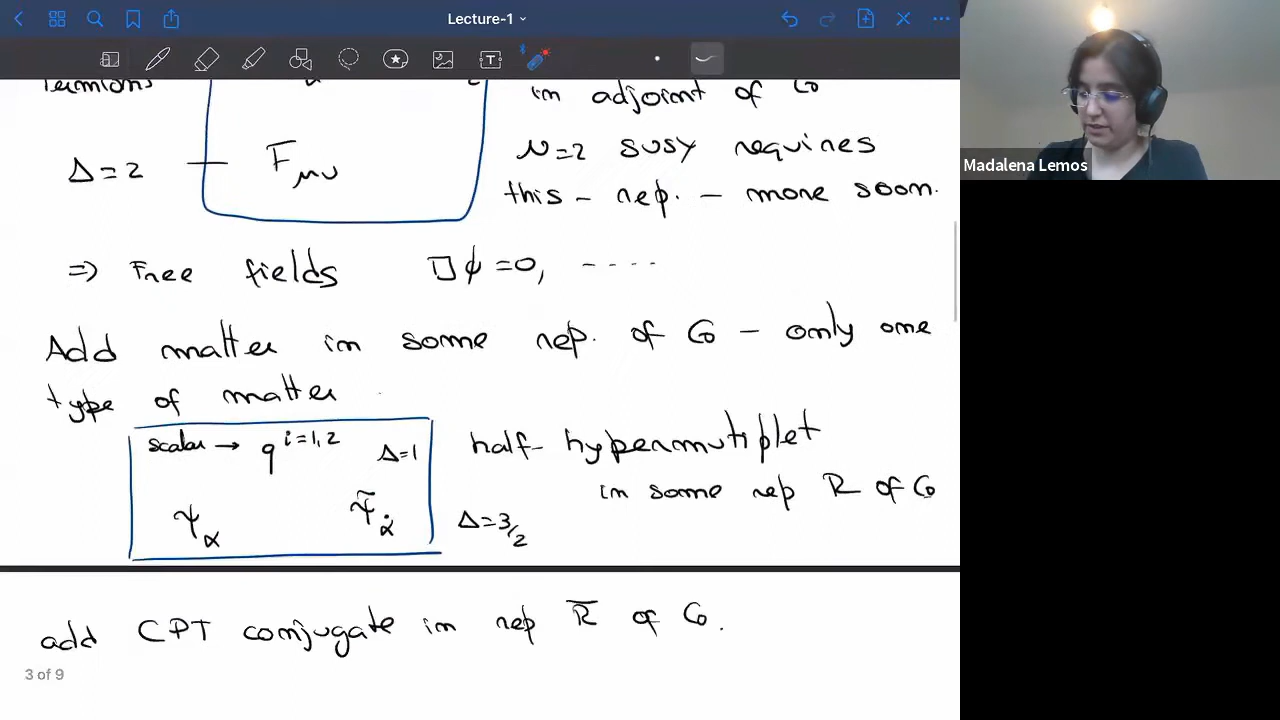 Lecture-1
fermions
in adjoint of G
Δ = 2
Fμν
N=2 susy requires
this - rep. - more soon.
⇒ Free fields □ϕ=0, ----
Add matter in some rep. of G - only one
type of matter
scalar → q^{i=1,2} Δ=1
half-hypermutiplet
in some rep R of G
ψ_α ψ̃_α̇ Δ=3/2
add CPT conjugate in rep R̄ of G.
3 of 9
Madalena Lemos